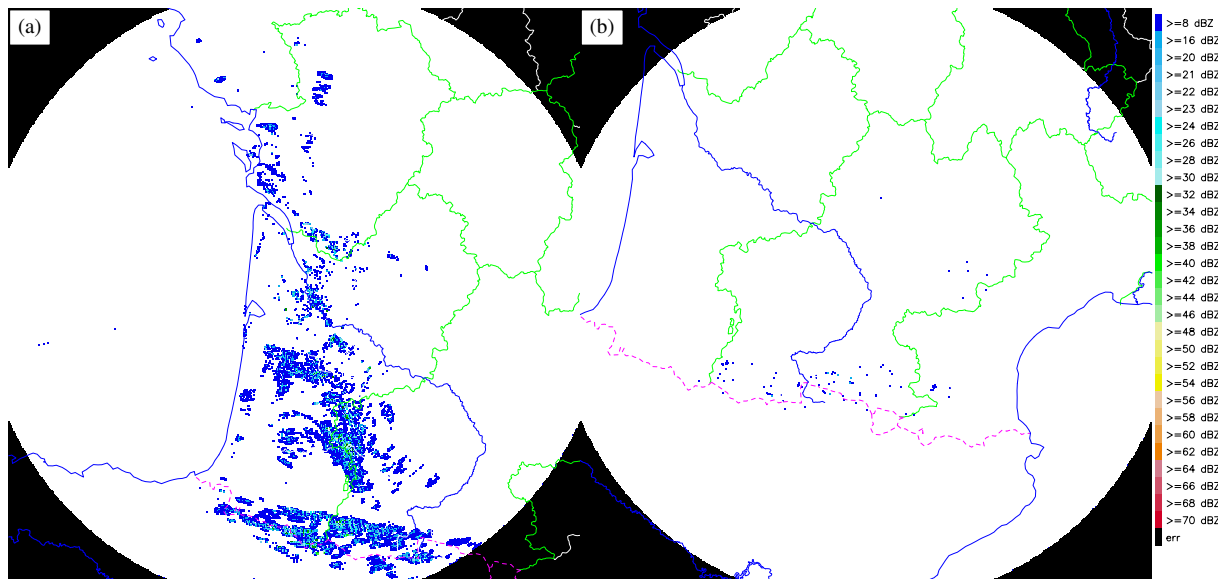 (a)
(b)
>=8 dBZ
>=16 dBZ
>=20 dBZ
>=21 dBZ
>=22 dBZ
>=23 dBZ
>=24 dBZ
>=26 dBZ
>=28 dBZ
>=30 dBZ
>=32 dBZ
>=34 dBZ
>=36 dBZ
>=38 dBZ
>=40 dBZ
>=42 dBZ
>=44 dBZ
>=46 dBZ
>=48 dBZ
>=50 dBZ
>=52 dBZ
>=54 dBZ
>=56 dBZ
>=58 dBZ
>=60 dBZ
>=62 dBZ
>=64 dBZ
>=66 dBZ
>=68 dBZ
>=70 dBZ
err